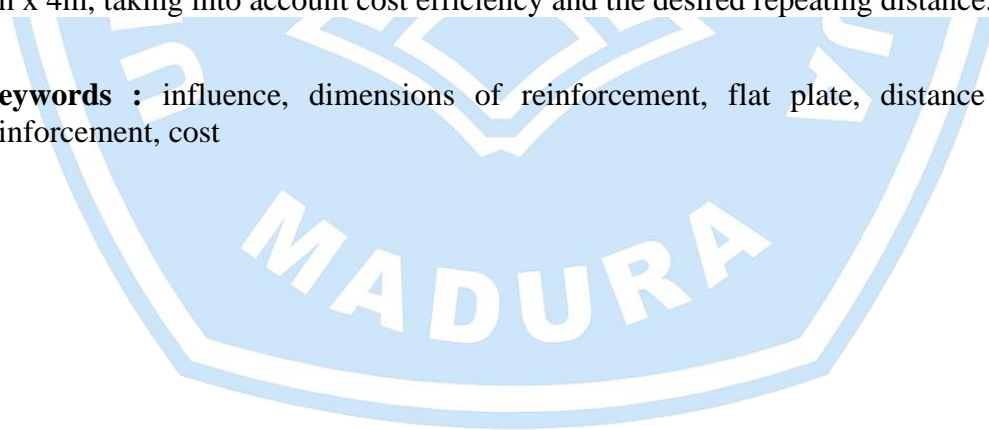 n x 4m, taking into account cost efficiency and the desired repeating distance.
eywords : influence, dimensions of reinforcement, flat plate, distance
inforcement, cost
MADURA